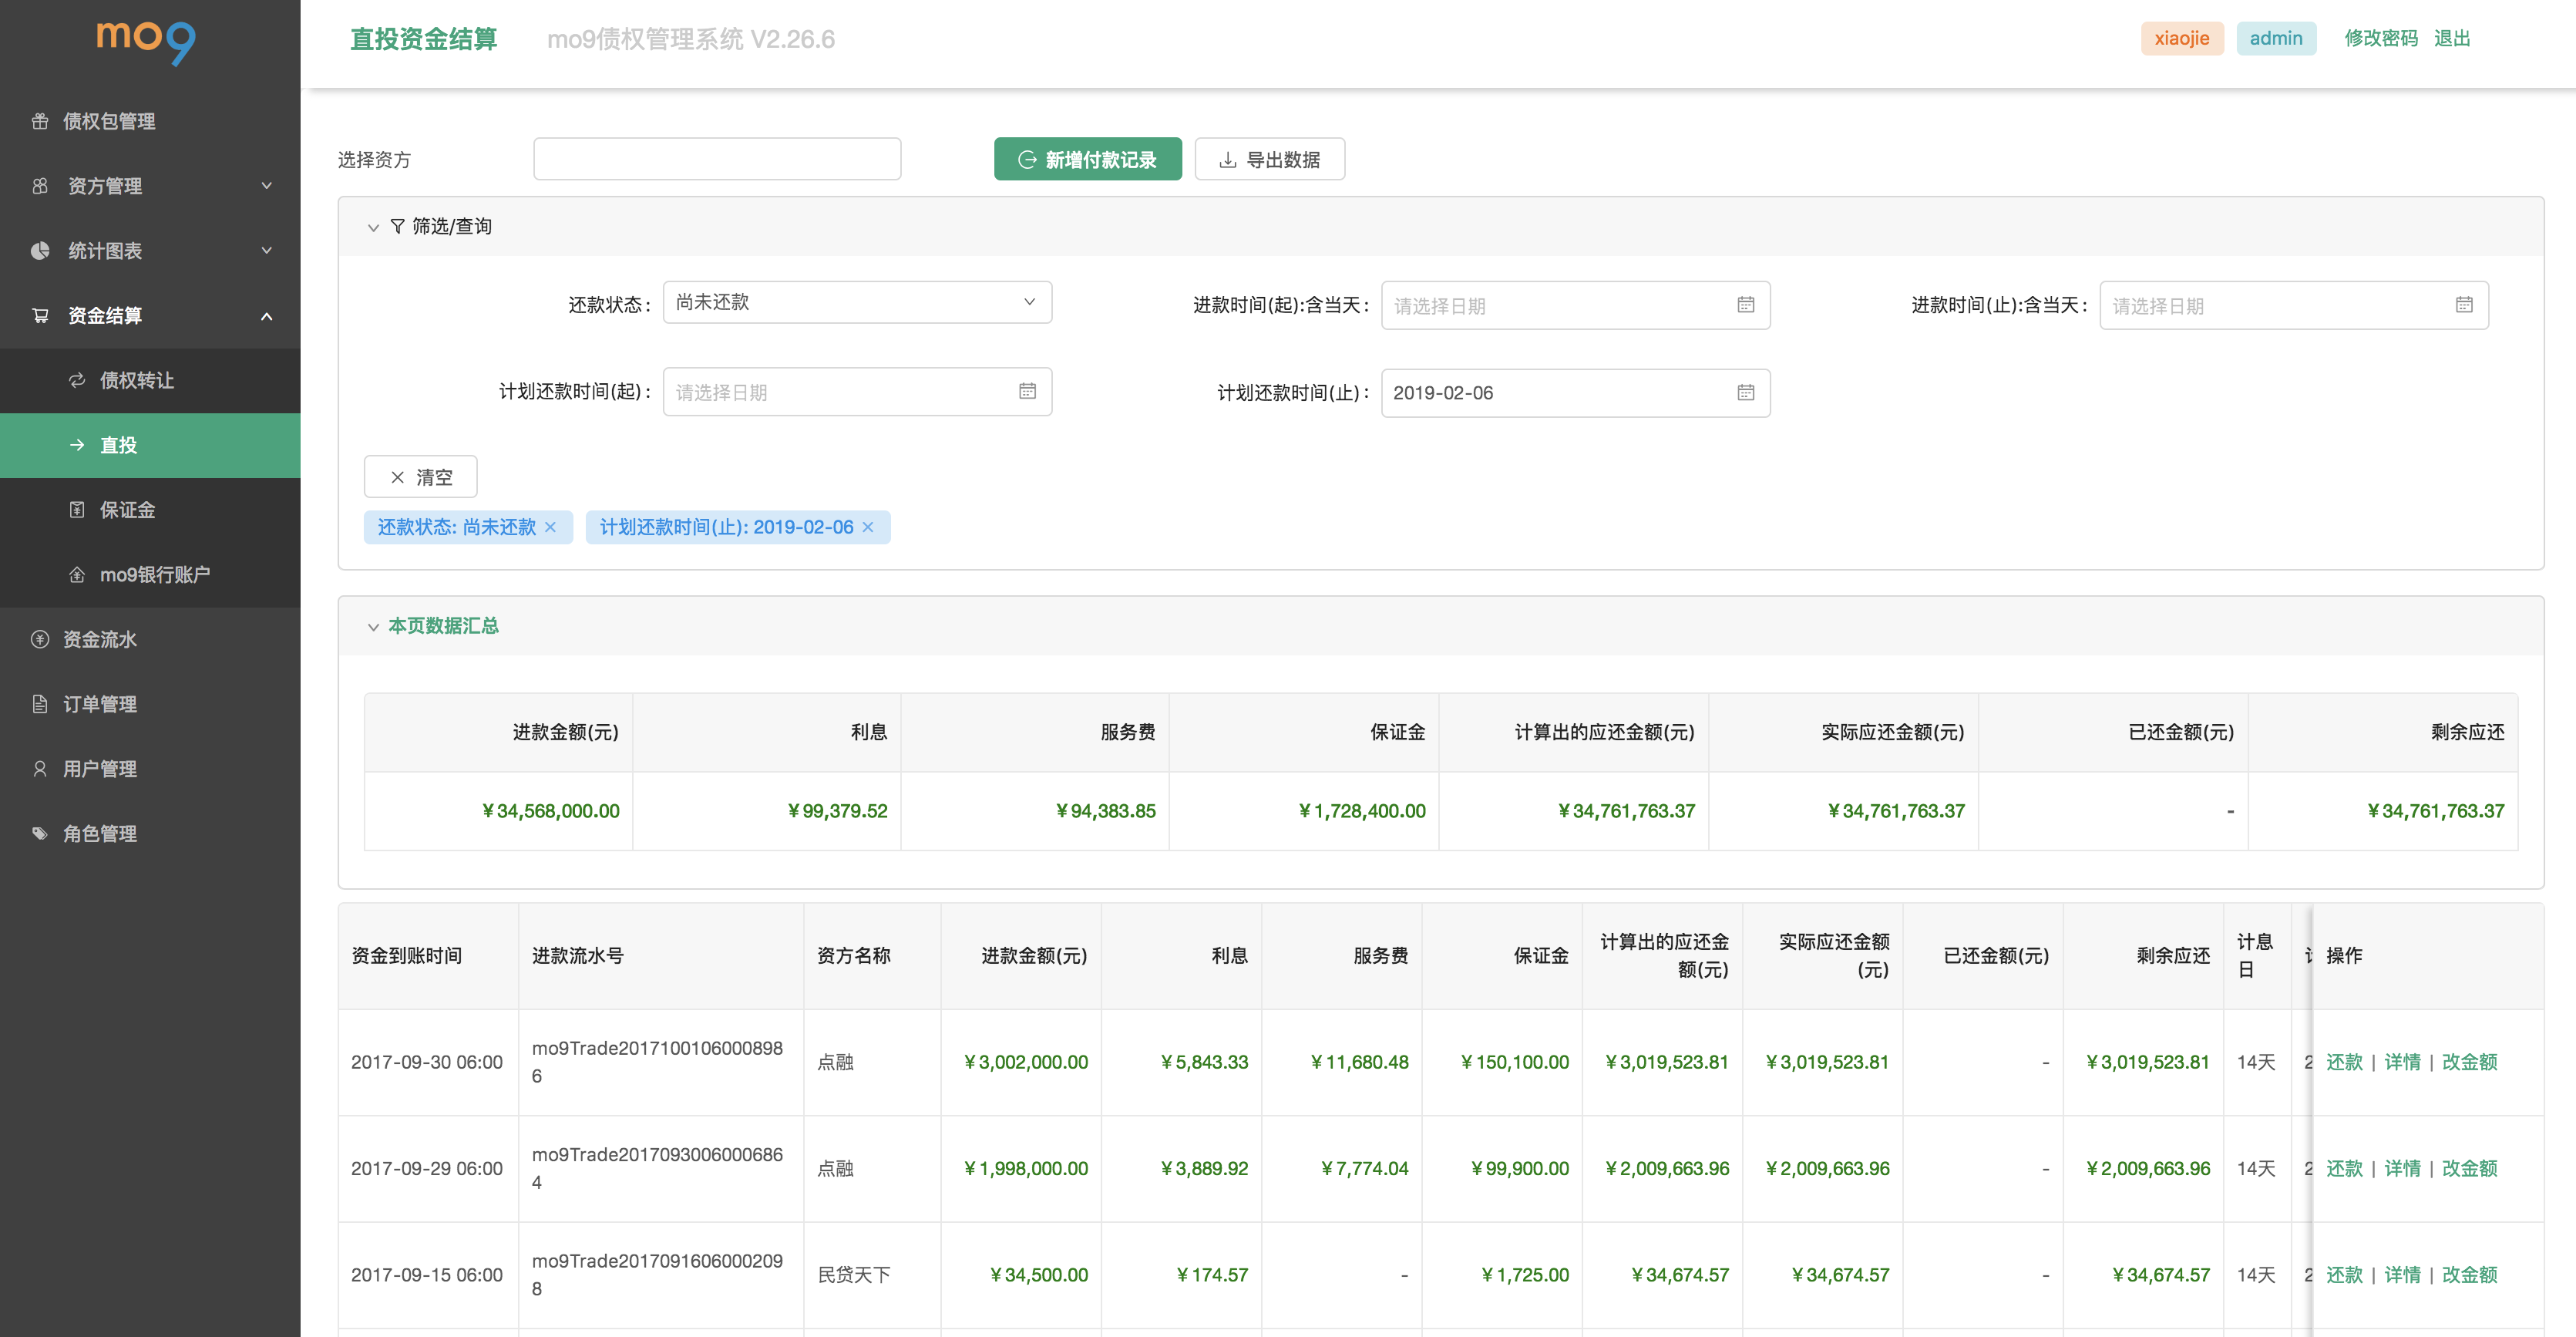 mo9
直投资金结算 mo9债权管理系统 V2.26.6 xiaojie admin 修改密码 退出
债权包管理
资方管理
统计图表
资金结算
债权转让
直投
保证金
mo9银行账户
资金流水
订单管理
用户管理
角色管理
选择资方 新增付款记录 导出数据
筛选/查询
还款状态: 尚未还款 进款时间(起):含当天: 请选择日期 进款时间(止):含当天: 请选择日期
计划还款时间(起): 请选择日期 计划还款时间(止): 2019-02-06
清空
还款状态: 尚未还款 计划还款时间(止): 2019-02-06
本页数据汇总
进款金额(元) 利息 服务费 保证金 计算出的应还金额(元) 实际应还金额(元) 已还金额(元) 剩余应还
¥34,568,000.00 ¥99,379.52 ¥94,383.85 ¥1,728,400.00 ¥34,761,763.37 ¥34,761,763.37 - ¥34,761,763.37
资金到账时间 进款流水号 资方名称 进款金额(元) 利息 服务费 保证金 计算出的应还金额(元) 实际应还金额(元) 已还金额(元) 剩余应还 计息日 操作
2017-09-30 06:00 mo9Trade20171001060008986 点融 ¥3,002,000.00 ¥5,843.33 ¥11,680.48 ¥150,100.00 ¥3,019,523.81 ¥3,019,523.81 - ¥3,019,523.81 14天 2 还款 | 详情 | 改金额
2017-09-29 06:00 mo9Trade20170930060006864 点融 ¥1,998,000.00 ¥3,889.92 ¥7,774.04 ¥99,900.00 ¥2,009,663.96 ¥2,009,663.96 - ¥2,009,663.96 14天 2 还款 | 详情 | 改金额
2017-09-15 06:00 mo9Trade20170916060002098 民贷天下 ¥34,500.00 ¥174.57 - ¥1,725.00 ¥34,674.57 ¥34,674.57 - ¥34,674.57 14天 2 还款 | 详情 | 改金额